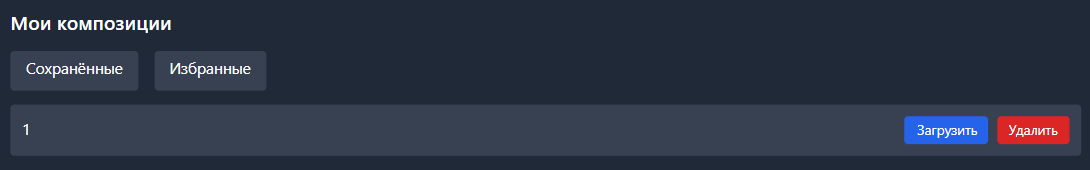 Мои композиции
Сохранённые Избранные
1 Загрузить Удалить